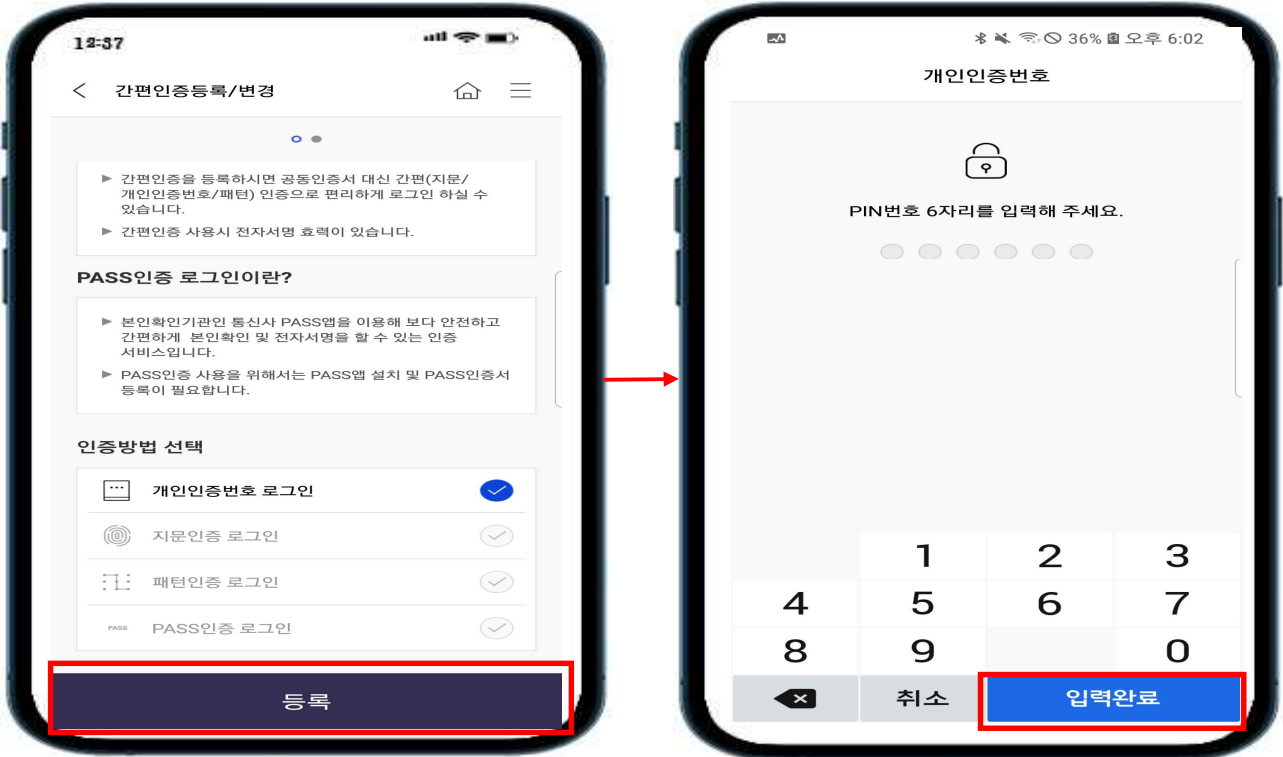 12:37
간편인증등록/변경
▶ 간편인증을 등록하시면 공동인증서 대신 간편(지문/
개인인증번호/패턴) 인증으로 편리하게 로그인 하실 수
있습니다.
▶ 간편인증 사용시 전자서명 효력이 있습니다.
PASS인증 로그인이란?
▶ 본인확인기관인 통신사 PASS앱을 이용해 보다 안전하고
간편하게 본인확인 및 전자서명을 할 수 있는 인증
서비스입니다.
▶ PASS인증 사용을 위해서는 PASS앱 설치 및 PASS인증서
등록이 필요합니다.
인증방법 선택
개인인증번호 로그인
지문인증 로그인
패턴인증 로그인
PASS PASS인증 로그인
등록
36% 오후 6:02
개인인증번호
PIN번호 6자리를 입력해 주세요.
1 2 3
4 5 6 7
8 9 0
취소 입력완료